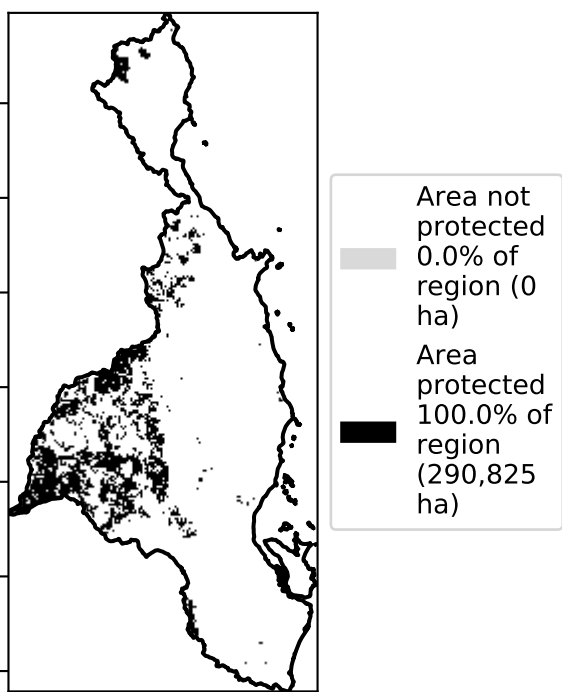 Area not
protected
0.0% of
region (0
ha)
Area
protected
100.0% of
region
(290,825
ha)